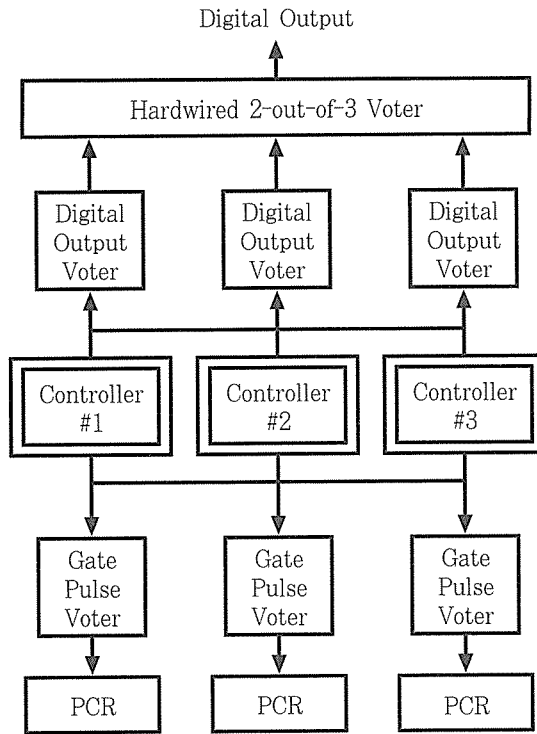 Digital Output
Hardwired 2-out-of-3 Voter
Digital
Output
Voter
Digital
Output
Voter
Digital
Output
Voter
Controller
#1
Controller
#2
Controller
#3
Gate
Pulse
Voter
Gate
Pulse
Voter
Gate
Pulse
Voter
PCR
PCR
PCR